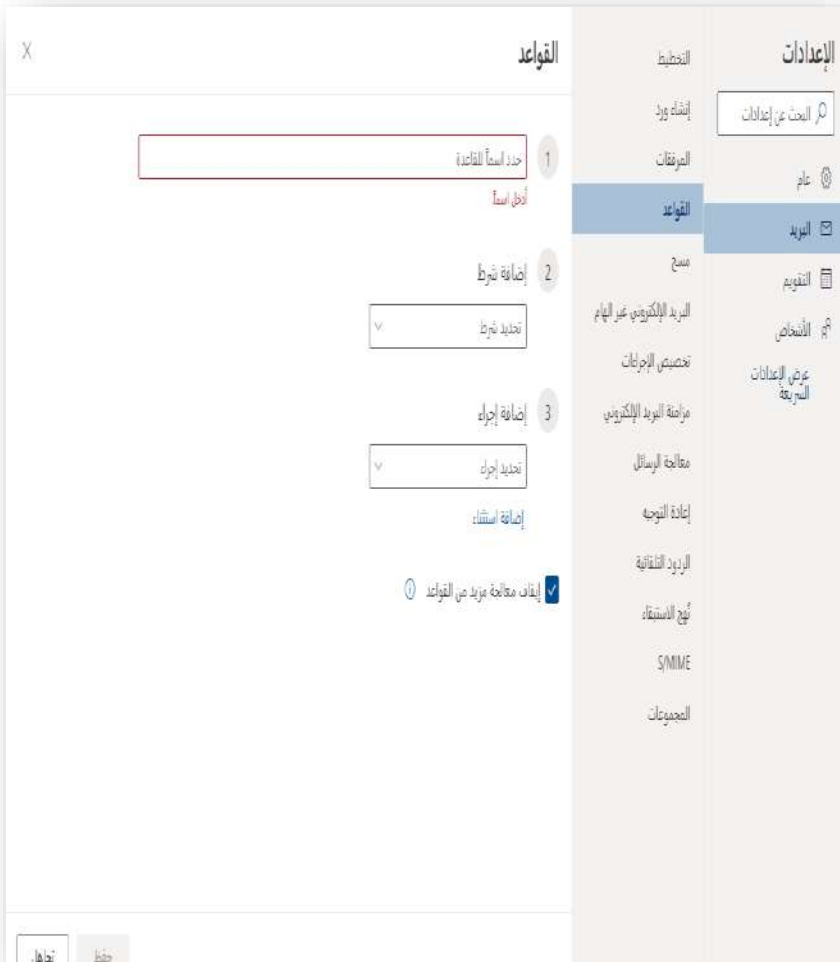 الإعدادات
البحث عن إعدادات
عام
البريد
التقويم
الأشخاص
عرض الإعدادات
السريعة
التخطيط
إنشاء ورد
المرفقات
القواعد
مسح
البريد الإلكتروني غير الهام
تخصيص الإجراءات
مزامنة البريد الإلكتروني
معالجة الرسائل
إعادة التوجيه
الردود التلقائية
نُهج الاستبقاء
S/MIME
المجموعات
القواعد
X
1
حدد اسماً للقاعدة
أدخل اسماً
2 إضافة شرط
تحديد شرط
3 إضافة إجراء
تحديد إجراء
إضافة استثناء
إيقاف معالجة مزيد من القواعد
حفظ
تجاهل